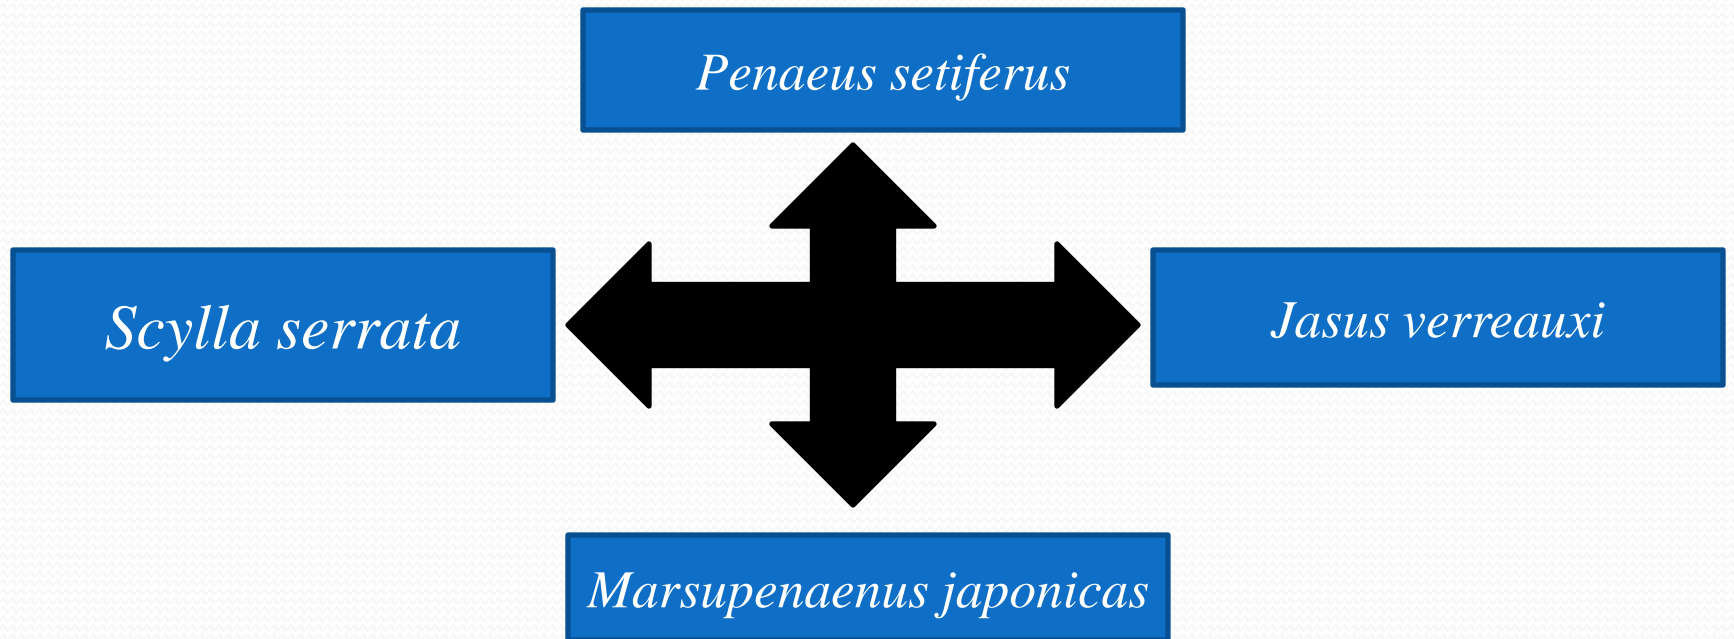 Penaeus setiferus
Scylla serrata
Jasus verreauxi
Marsupenaenus japonicas